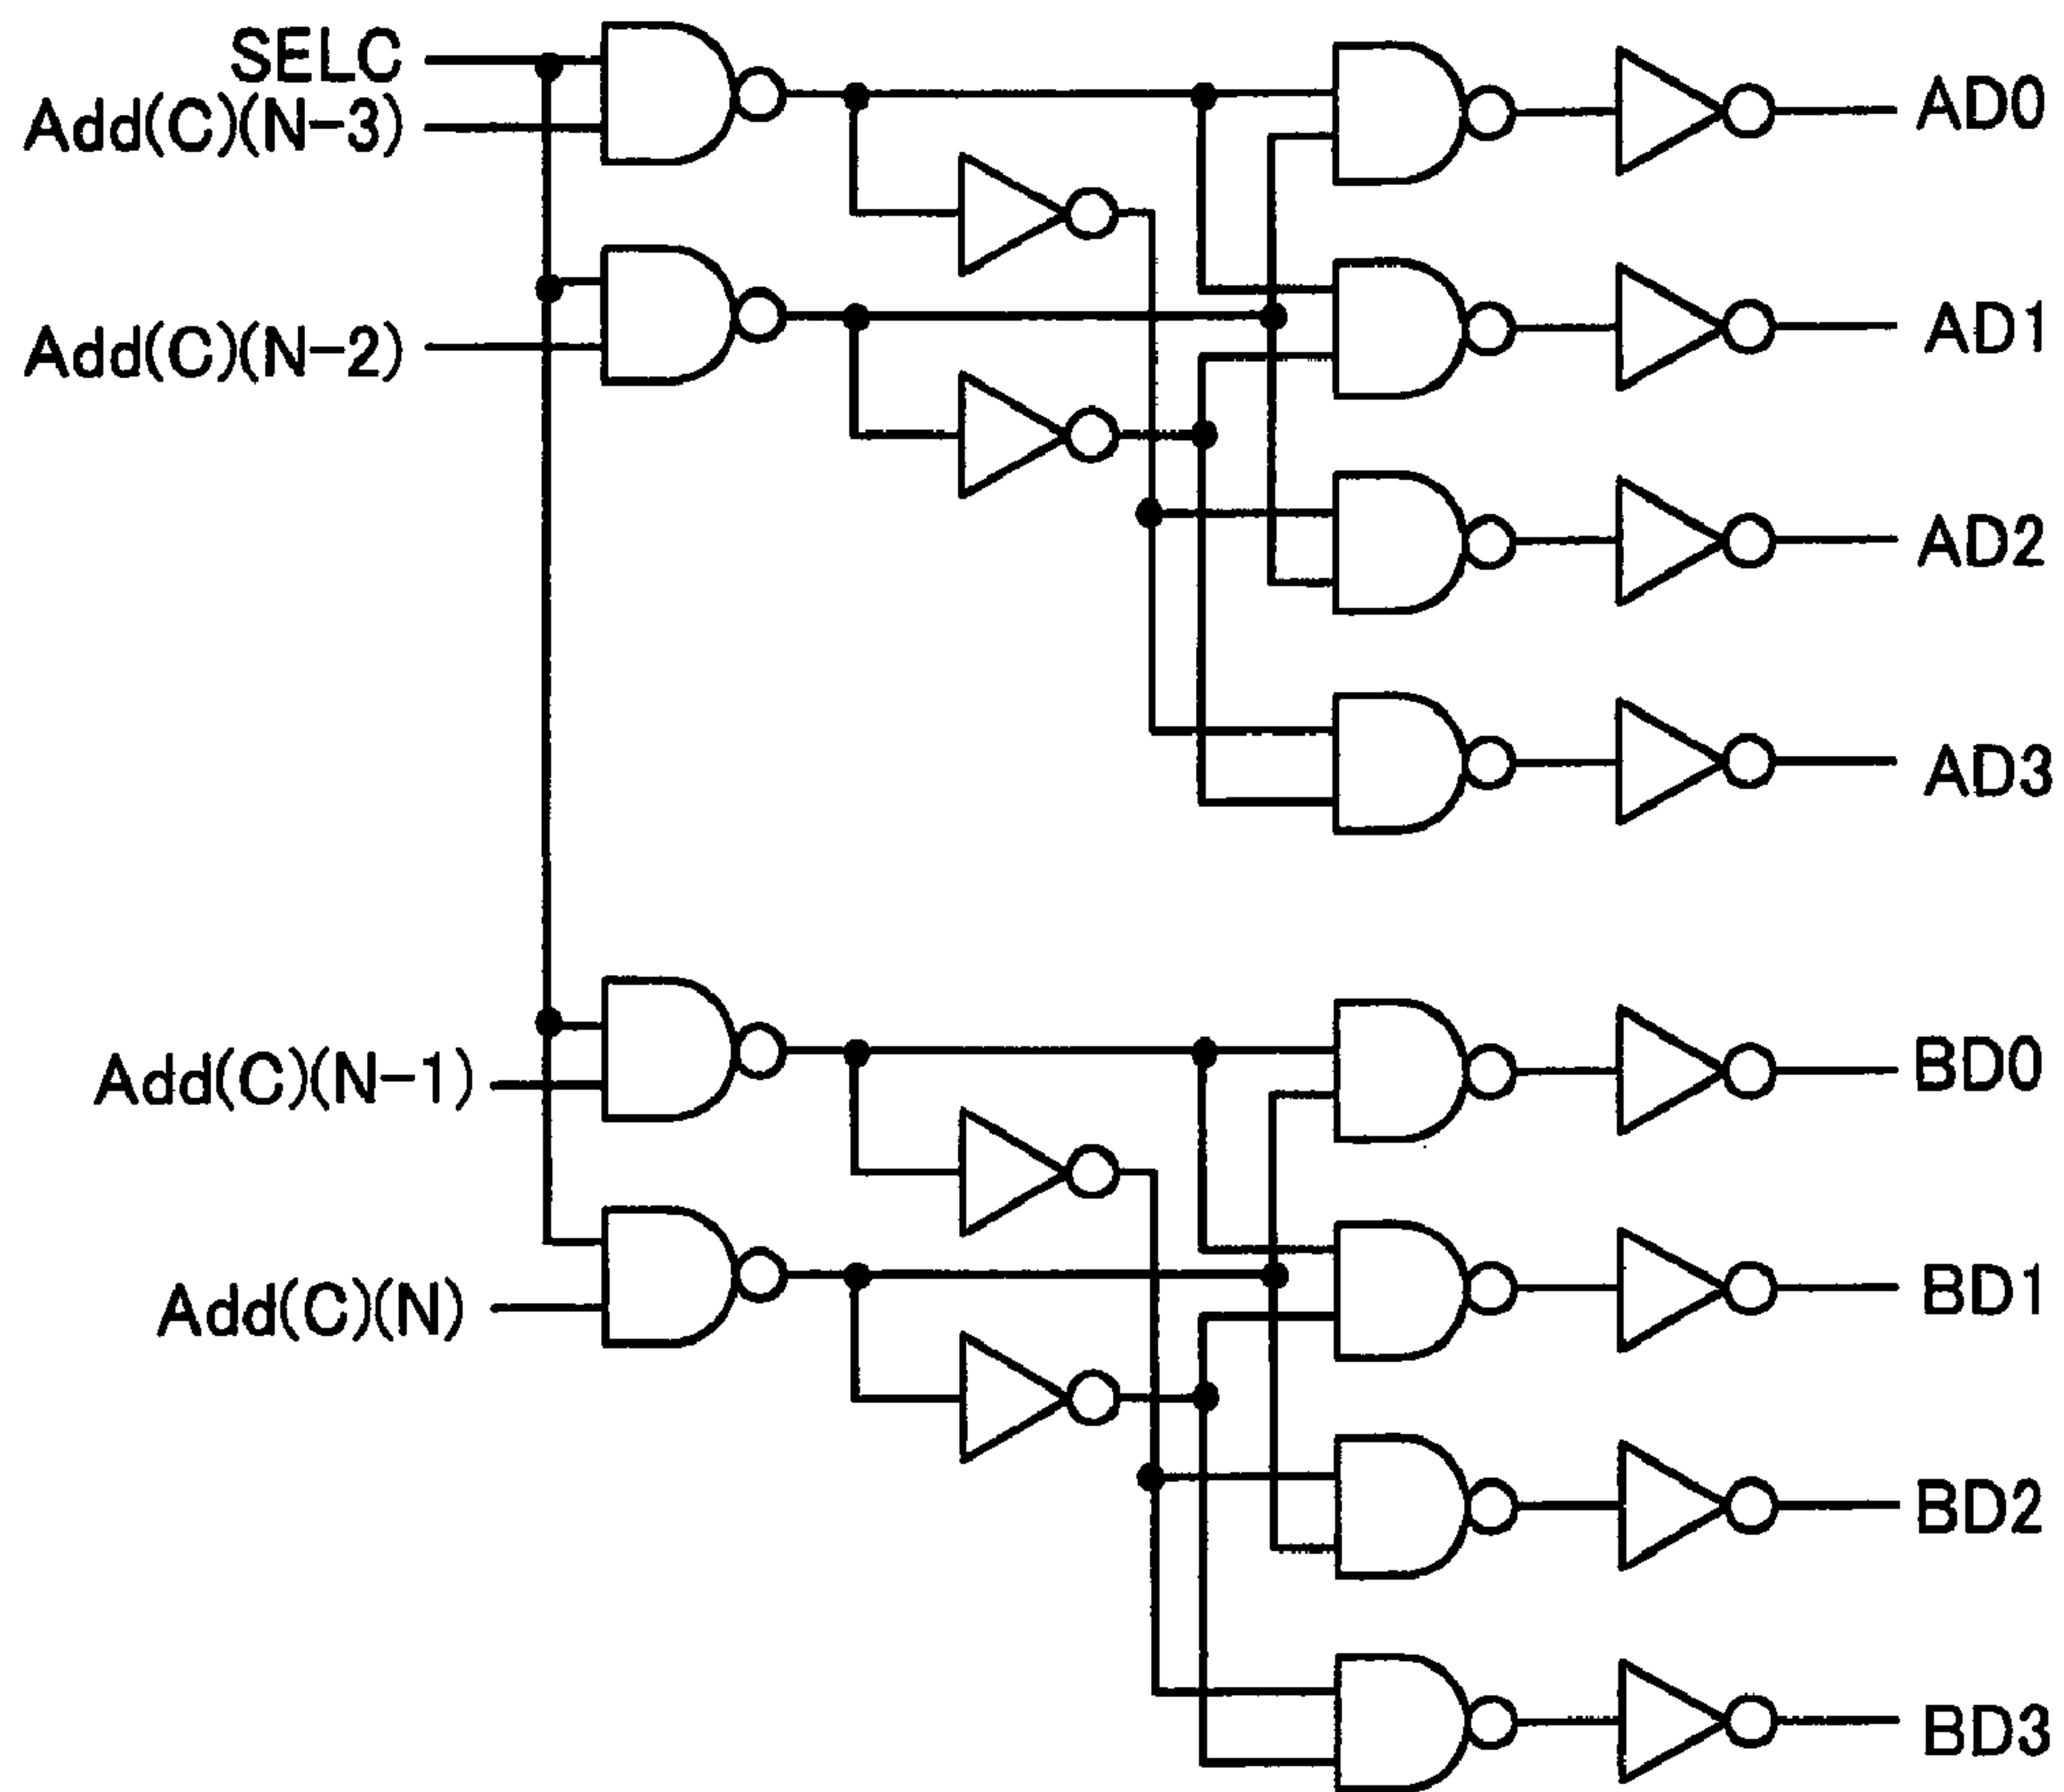 SELC
Add(C)(N-3)
Add(C)(N-2)
Add(C)(N-1)
Add(C)(N)
AD0
AD1
AD2
AD3
BD0
BD1
BD2
BD3